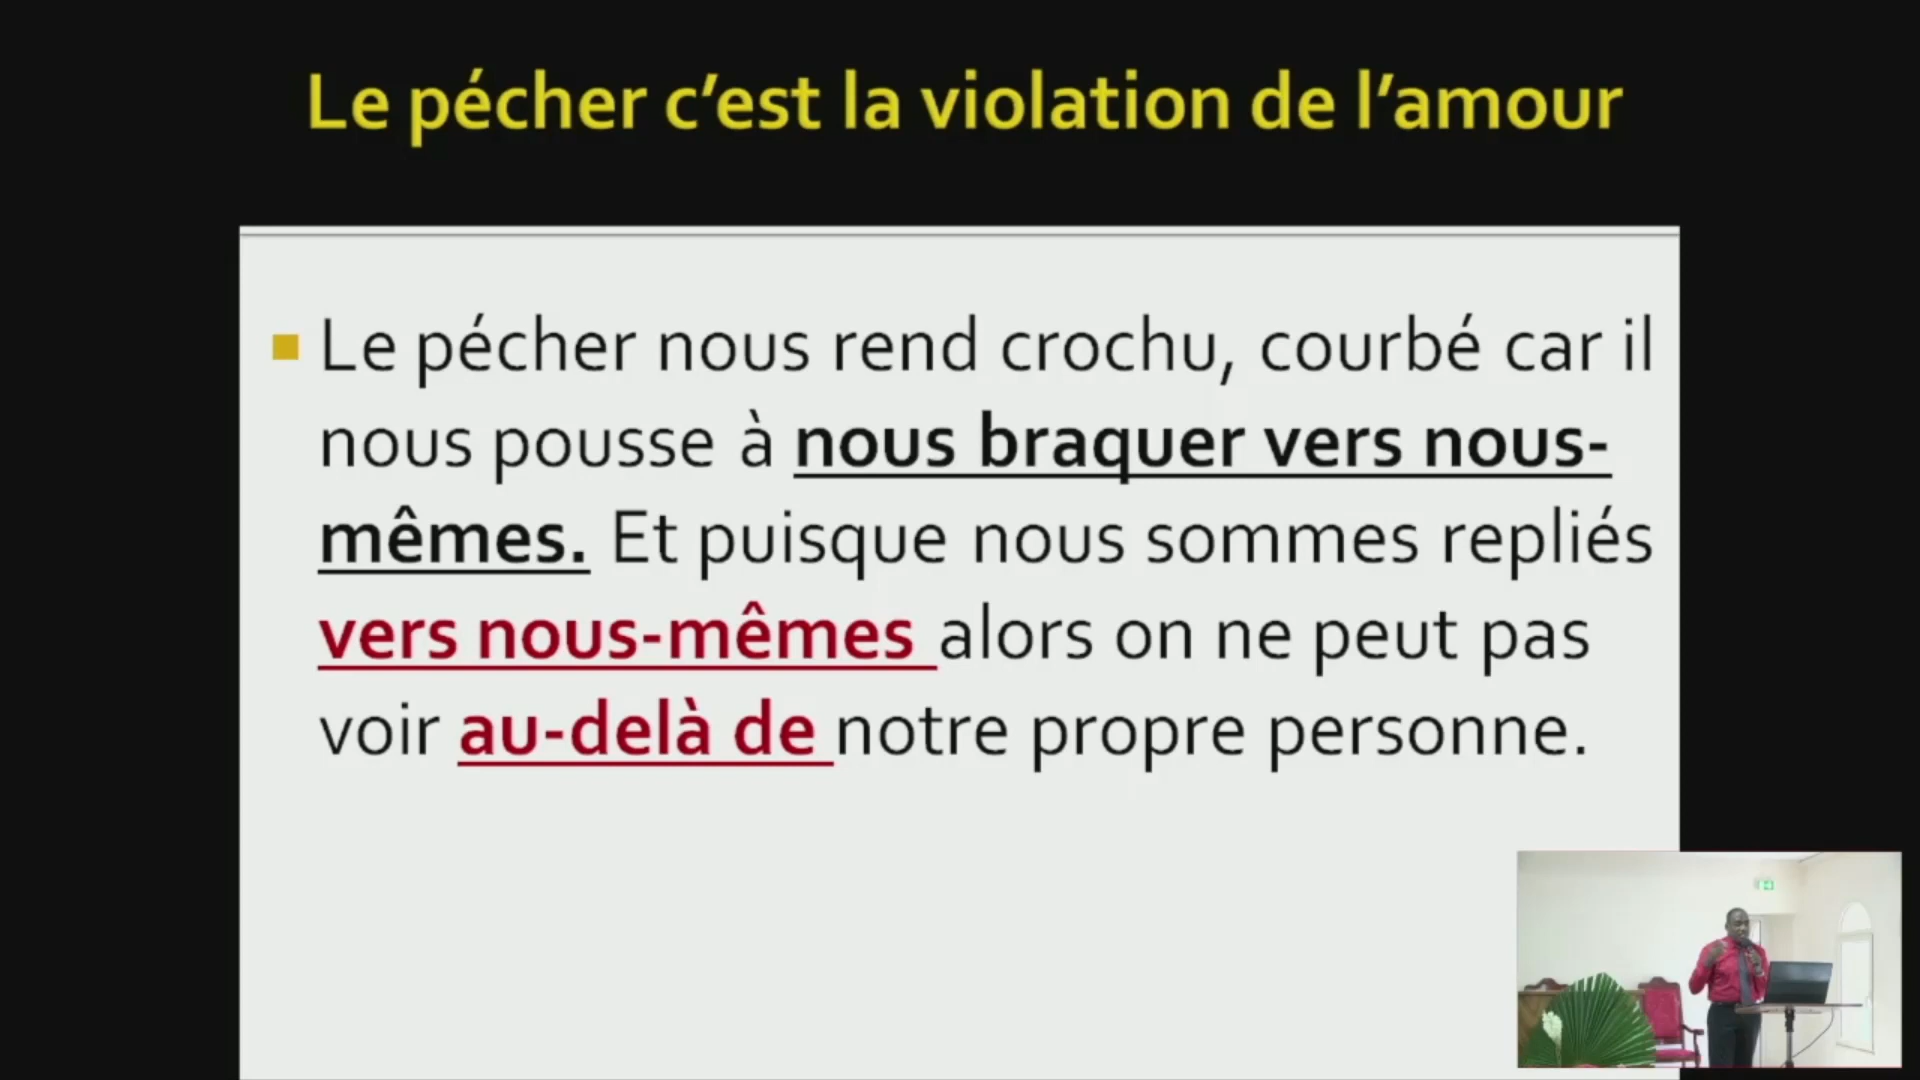 Le pécher c’est la violation de l’amour
Le pécher nous rend crochu, courbé car il
nous pousse à nous braquer vers nous-
mêmes. Et puisque nous sommes repliés
vers nous-mêmes alors on ne peut pas
voir au-delà de notre propre personne.